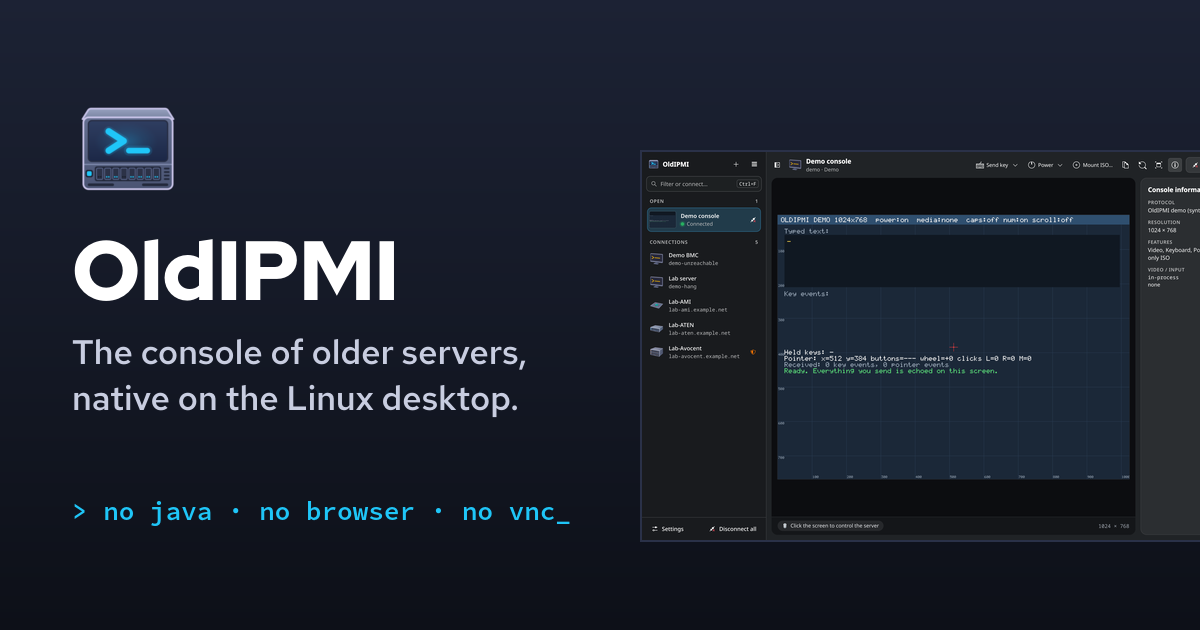 >_
OldIPMI
The console of older servers,
native on the Linux desktop.
> no java · no browser · no vnc_
OldIPMI
Filter or connect... Ctrl+F
OPEN 1
Demo console
Connected
CONNECTIONS 5
Demo BMC
demo-unreachable
Lab server
demo-hang
Lab-AMI
lab-ami.example.net
Lab-ATEN
lab-aten.example.net
Lab-Avocent
lab-avocent.example.net
Settings Disconnect all
Demo console
demo · Demo
Send key Power Mount ISO...
OLDIPMI DEMO 1024×768 power:on media:none caps:off num:on scroll:off
Typed text:
_
Key events:
Held keys: -
Pointer: x=512 y=384 buttons=--- wheel=+0 clicks L=0 R=0 M=0
Received: 0 key events, 0 pointer events
Ready. Everything you send is echoed on this screen.
Click the screen to control the server
1024 × 768
Console informa
PROTOCOL
OldIPMI demo (synt
RESOLUTION
1024 × 768
FEATURES
Video, Keyboard, Po
only ISO
VIDEO / INPUT
in-process
none